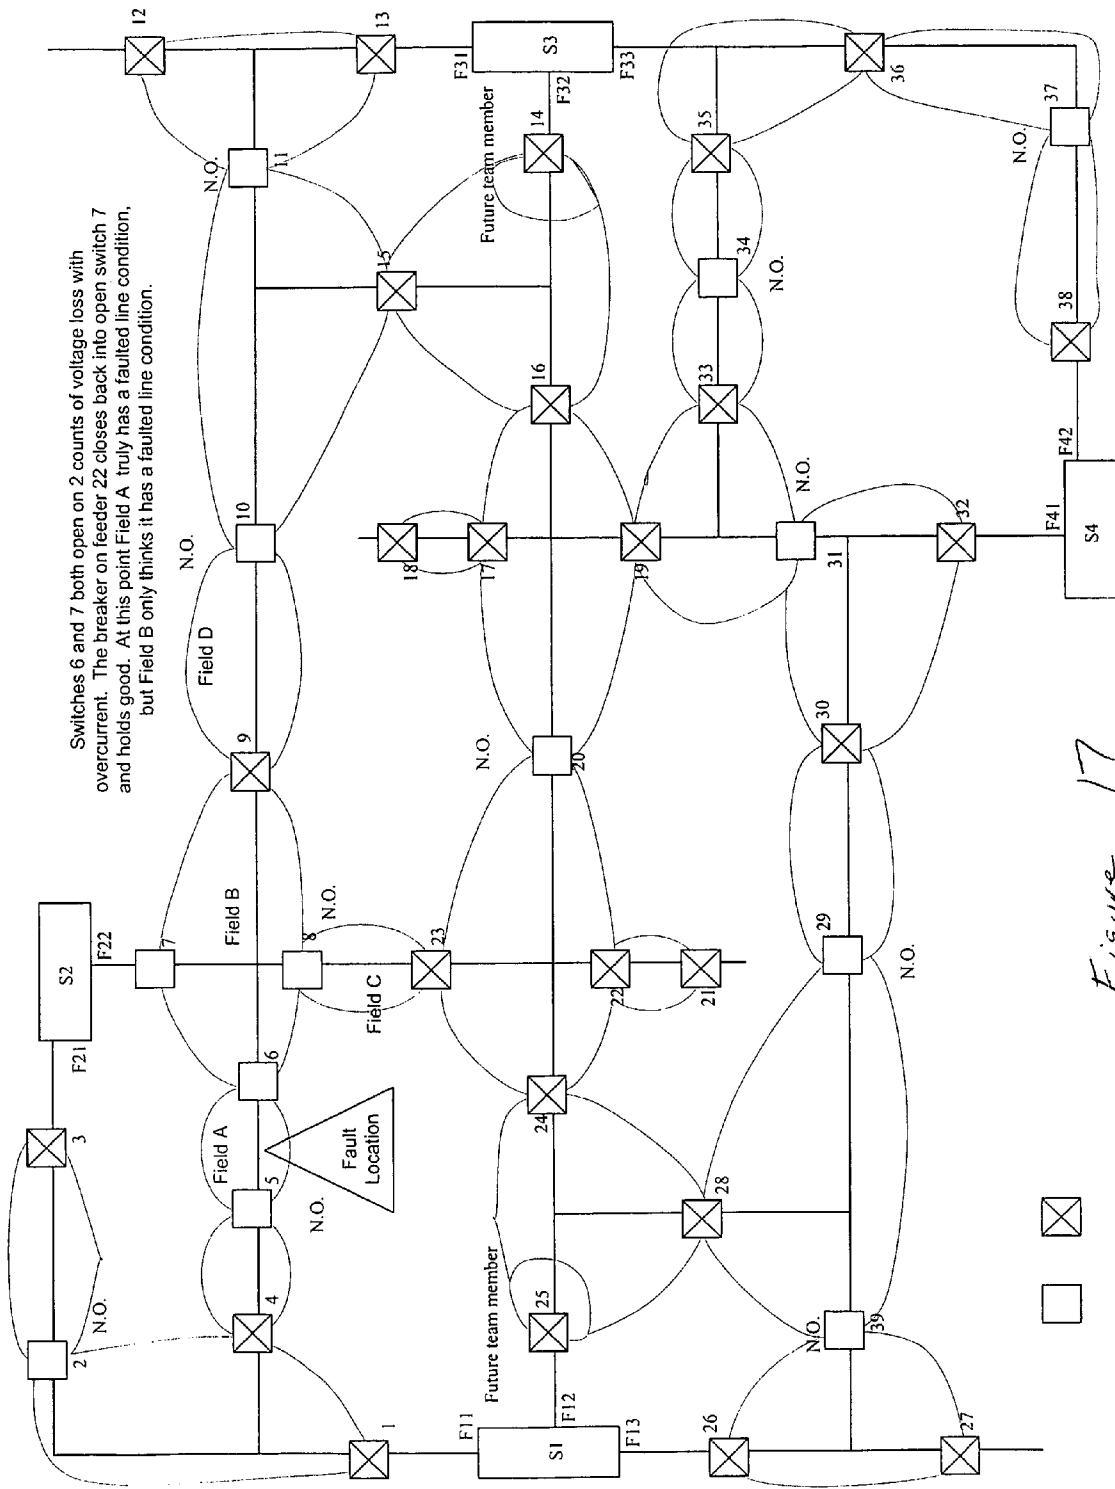 Switches 6 and 7 both open on 2 counts of voltage loss with
overcurrent. The breaker on feeder 22 closes back into open switch 7
and holds good. At this point Field A truly has a faulted line condition,
but Field B only thinks it has a faulted line condition.
12
13
N.O.
11
F31
S3
F32
F33
Future team member
14
15
16
35
36
34
N.O.
33
37
N.O.
38
F42
F41
S4
N.O.
10
Field D
9
18
17
19
N.O.
31
32
N.O.
20
30
S2
F22
F21
7
Field B
8
N.O.
23
Field C
22
21
29
N.O.
3
2
N.O.
Field A
6
5
N.O.
Fault
Location
4
1
24
28
Future team member
25
F11
F12
F13
S1
26
27
N.O.
39
Figure 17